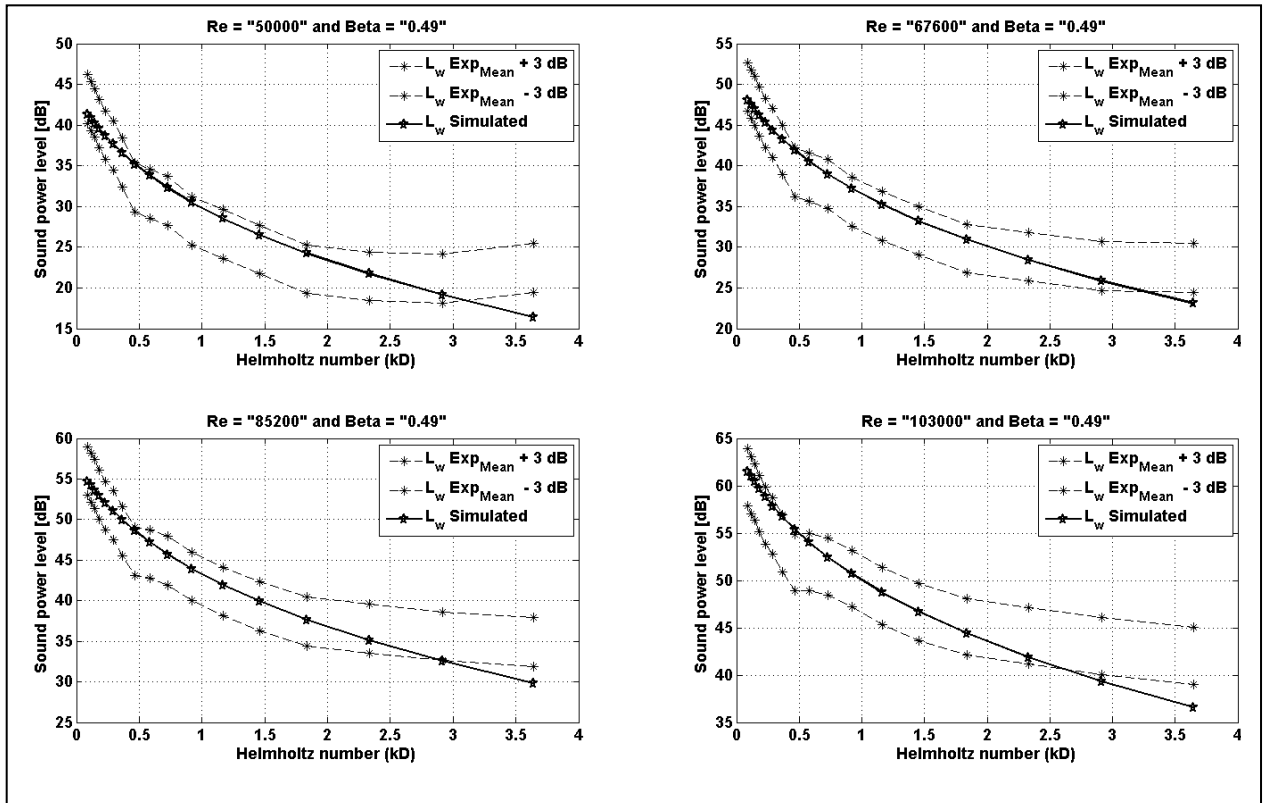 Re = "50000" and Beta = "0.49"
50
45
40
35
30
25
20
15
Sound power level [dB]
L_w Exp_Mean + 3 dB
L_w Exp_Mean - 3 dB
L_w Simulated
0 0.5 1 1.5 2 2.5 3 3.5 4
Helmholtz number (kD)
Re = "67600" and Beta = "0.49"
55
50
45
40
35
30
25
20
Sound power level [dB]
L_w Exp_Mean + 3 dB
L_w Exp_Mean - 3 dB
L_w Simulated
0 0.5 1 1.5 2 2.5 3 3.5 4
Helmholtz number (kD)
Re = "85200" and Beta = "0.49"
60
55
50
45
40
35
30
25
Sound power level [dB]
L_w Exp_Mean + 3 dB
L_w Exp_Mean - 3 dB
L_w Simulated
0 0.5 1 1.5 2 2.5 3 3.5 4
Helmholtz number (kD)
Re = "103000" and Beta = "0.49"
65
60
55
50
45
40
35
Sound power level [dB]
L_w Exp_Mean + 3 dB
L_w Exp_Mean - 3 dB
L_w Simulated
0 0.5 1 1.5 2 2.5 3 3.5 4
Helmholtz number (kD)